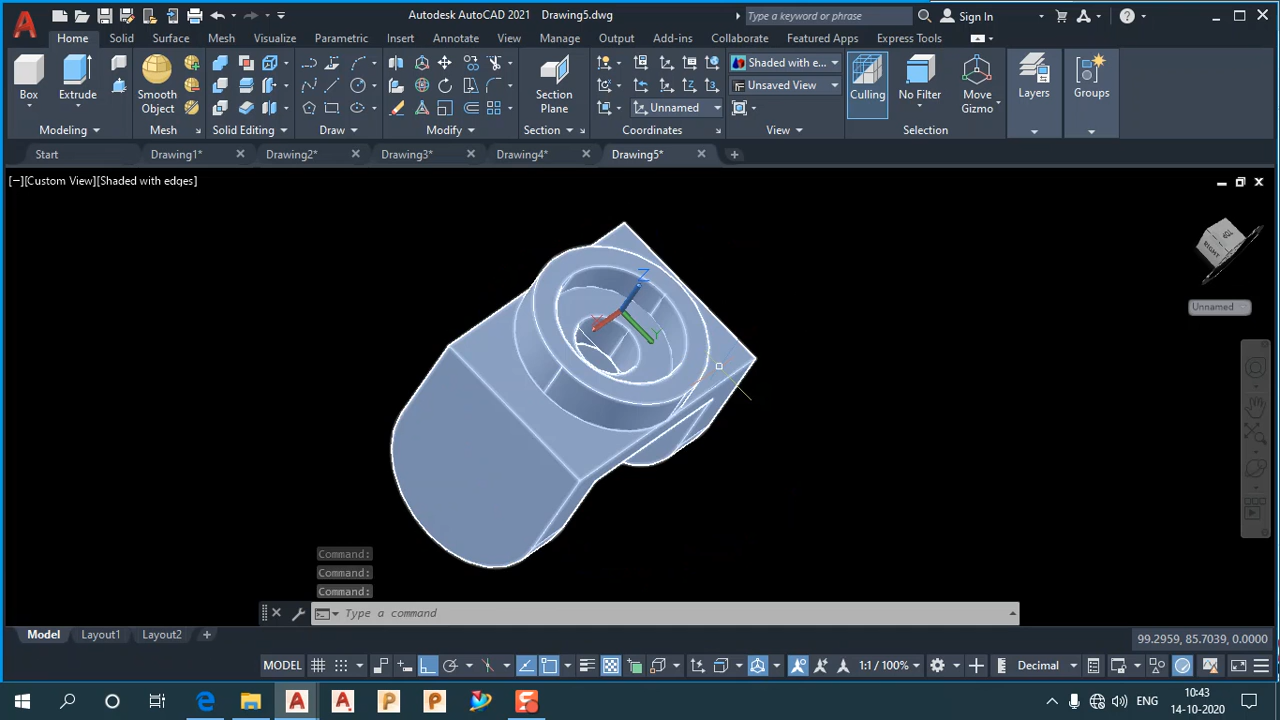 Autodesk AutoCAD 2021 Drawing5.dwg
Type a keyword or phrase
Sign In
Home Solid Surface Mesh Visualize Parametric Insert Annotate View Manage Output Add-ins Collaborate Featured Apps Express Tools
Box
Extrude
Smooth
Object
Section
Plane
Shaded with e...
Unsaved View
Unnamed
Culling
No Filter
Move
Gizmo
Layers
Groups
Modeling
Mesh
Solid Editing
Draw
Modify
Section
Coordinates
View
Selection
Start
Drawing1*
Drawing2*
Drawing3*
Drawing4*
Drawing5*
[−][Custom View][Shaded with edges]
Z
Y
RIGHT
Unnamed
Command:
Command:
Command:
Type a command
Model Layout1 Layout2
99.2959, 85.7039, 0.0000
MODEL
1:1 / 100%
Decimal
ENG
10:43
14-10-2020